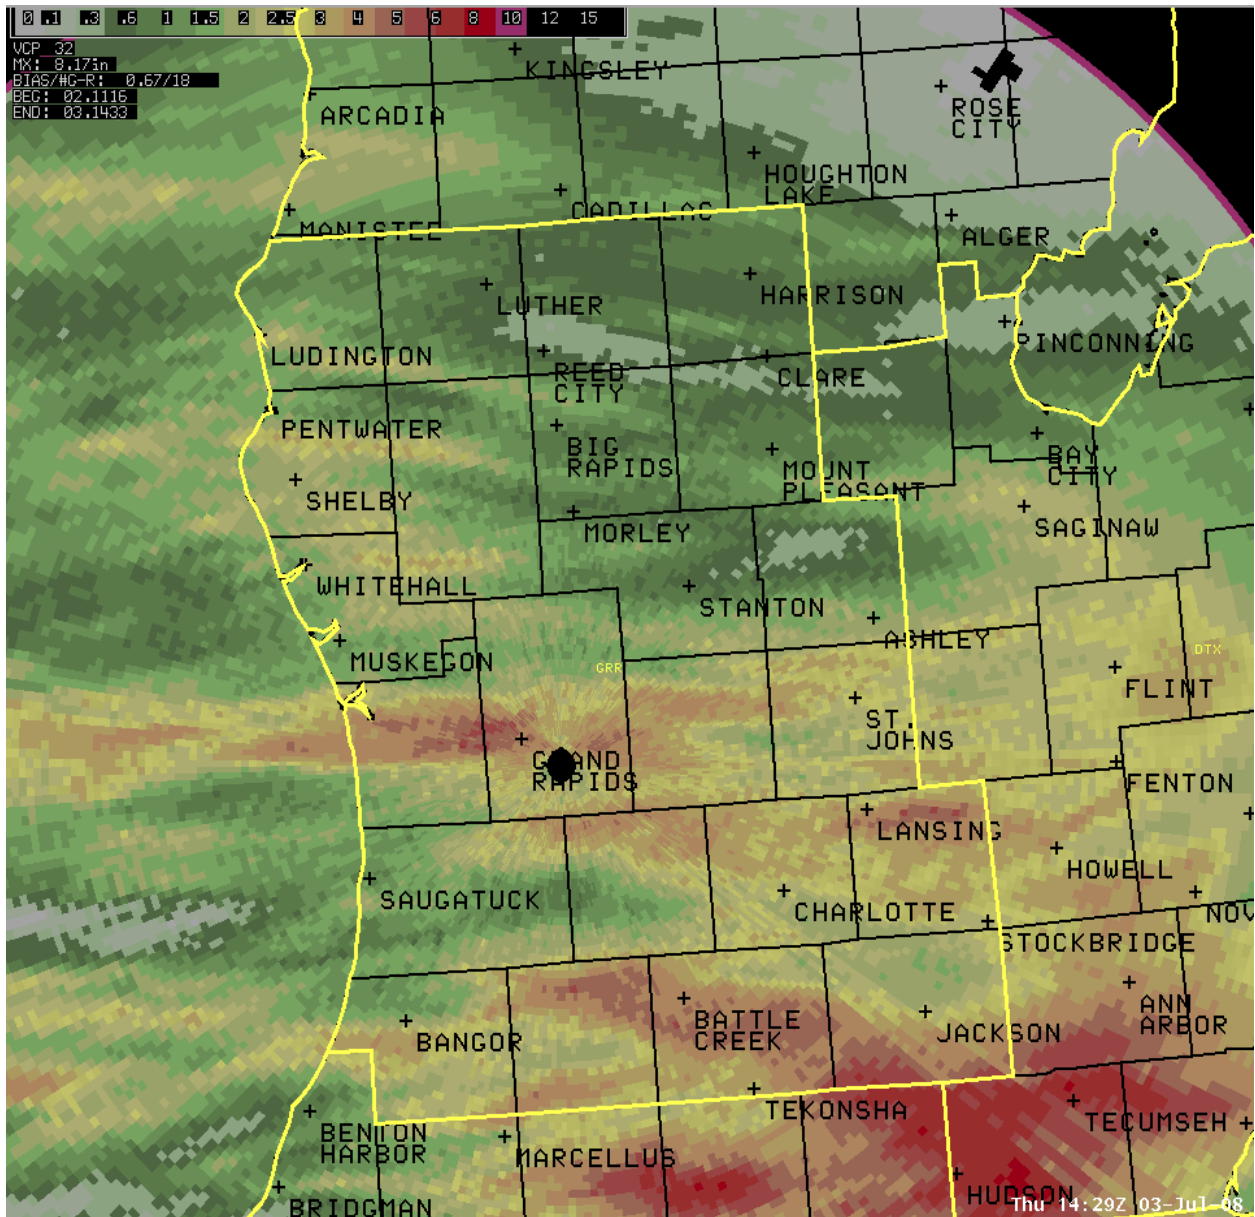 0 .1 .3 .6 1 1.5 2 2.5 3 4 5 6 8 10 12 15
VCP 32
MX: 8.17in
BIAS/#G-R: 0.67/18
BEG: 02.1116
END: 03.1433
KINGSLEY
ARCADIA
ROSE
CITY
HOUGHTON
LAKE
CADILLAC
MANISTEE
ALGER
HARRISON
LUTHER
PINCONNING
LUDINGTON
REED
CITY
CLARE
PENTWATER
BIG
RAPIDS
MOUNT
PLEASANT
BAY
CITY
SHELBY
SAGINAW
MORLEY
WHITEHALL
STANTON
ASHLEY
MUSKEGON
GRR
DTX
FLINT
ST.
JOHNS
GRAND
RAPIDS
FENTON
LANSING
HOWELL
SAUGATUCK
CHARLOTTE
NOV
STOCKBRIDGE
BANGOR
BATTLE
CREEK
JACKSON
ANN
ARBOR
TEKONSHA
TECUMSEH
BENTON
HARBOR
MARCELLUS
HUDSON
BRIDGMAN
Thu 14:29Z 03-Jul-08